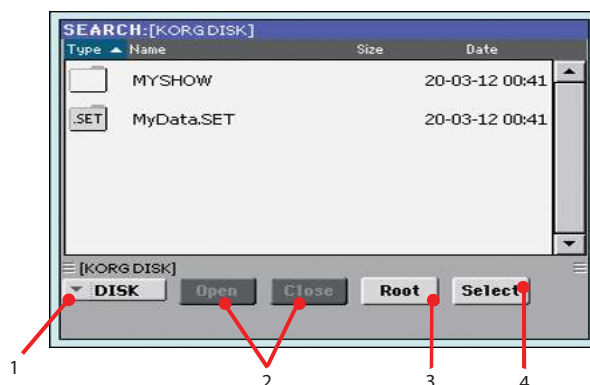 SEARCH:[KORG DISK]
Type Name Size Date
MYSHOW 20-03-12 00:41
.SET MyData.SET 20-03-12 00:41
[KORG DISK]
DISK Open Close Root Select
1 2 3 4